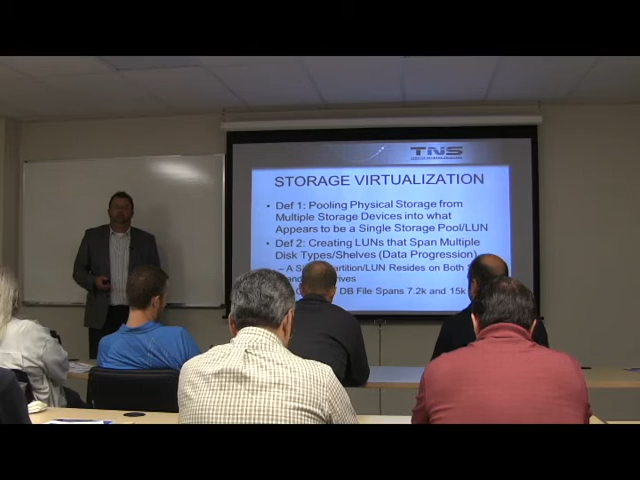 TNS
STORAGE VIRTUALIZATION
• Def 1: Pooling Physical Storage from
Multiple Storage Devices into what
Appears to be a Single Storage Pool/LUN
• Def 2: Creating LUNs that Span Multiple
Disk Types/Shelves (Data Progression)
– A
artition/LUN Resides on Both
DB File Spans 7.2k and 15k